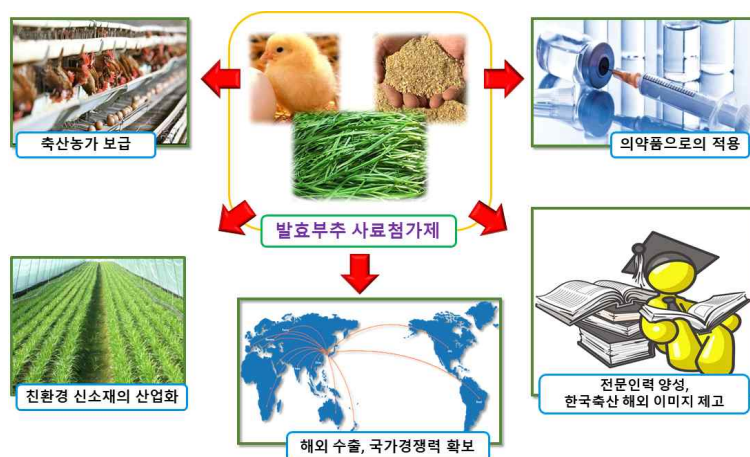 축산농가 보급
의약품으로의 적용
발효부추 사료첨가제
친환경 신소재의 산업화
해외 수출, 국가경쟁력 확보
전문인력 양성,
한국축산 해외 이미지 제고